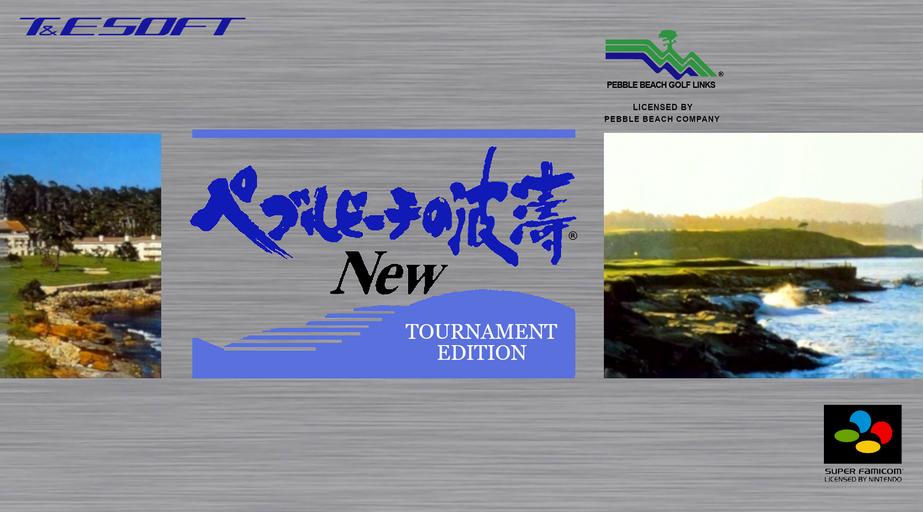 T&E SOFT
PEBBLE BEACH GOLF LINKS
®
LICENSED BY
PEBBLE BEACH COMPANY
ペブルビーチの波濤®
New
TOURNAMENT
EDITION
SUPER FAMICOM
LICENSED BY NINTENDO